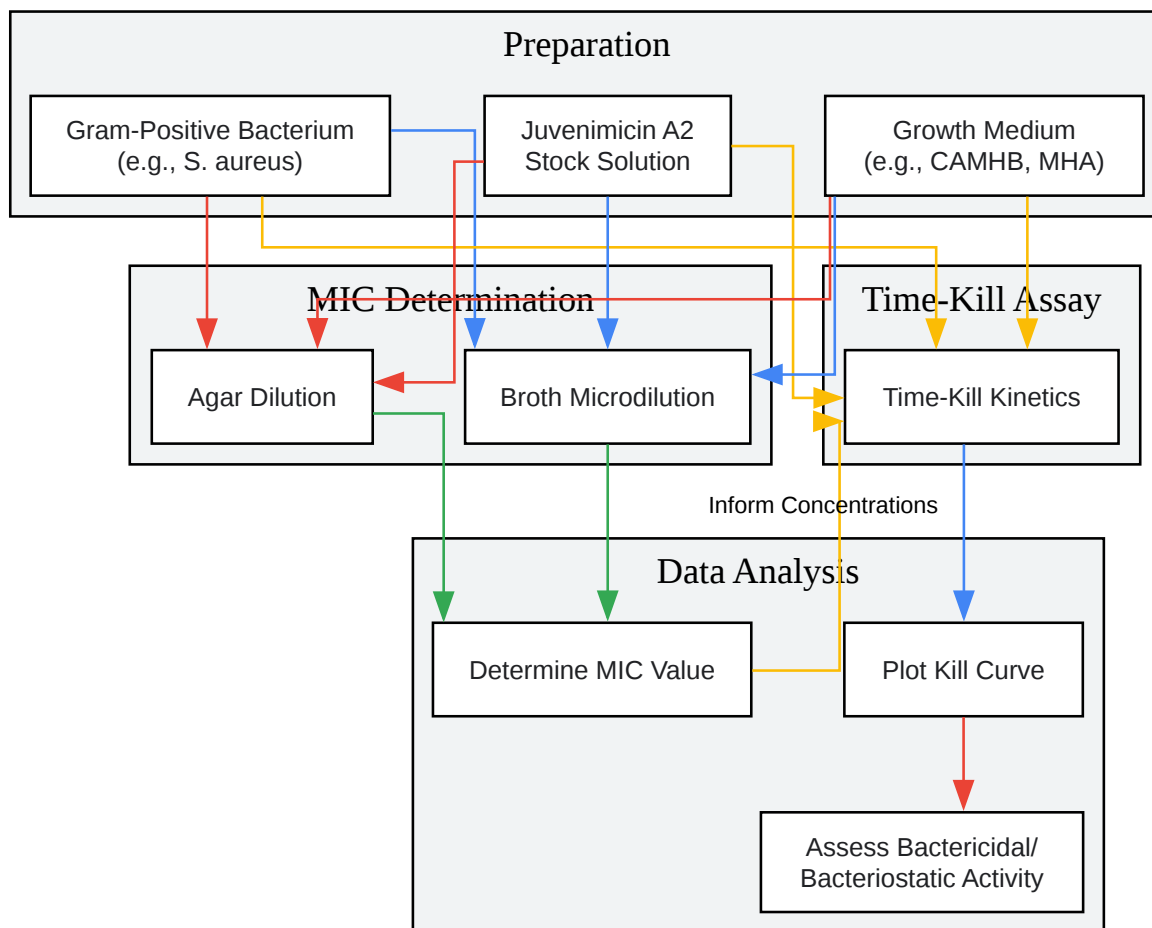 Preparation
Gram-Positive Bacterium
(e.g., S. aureus)
Juvenimicin A2
Stock Solution
Growth Medium
(e.g., CAMHB, MHA)
MIC Determination
Time-Kill Assay
Agar Dilution
Broth Microdilution
Time-Kill Kinetics
Inform Concentrations
Data Analysis
Determine MIC Value
Plot Kill Curve
Assess Bactericidal/
Bacteriostatic Activity